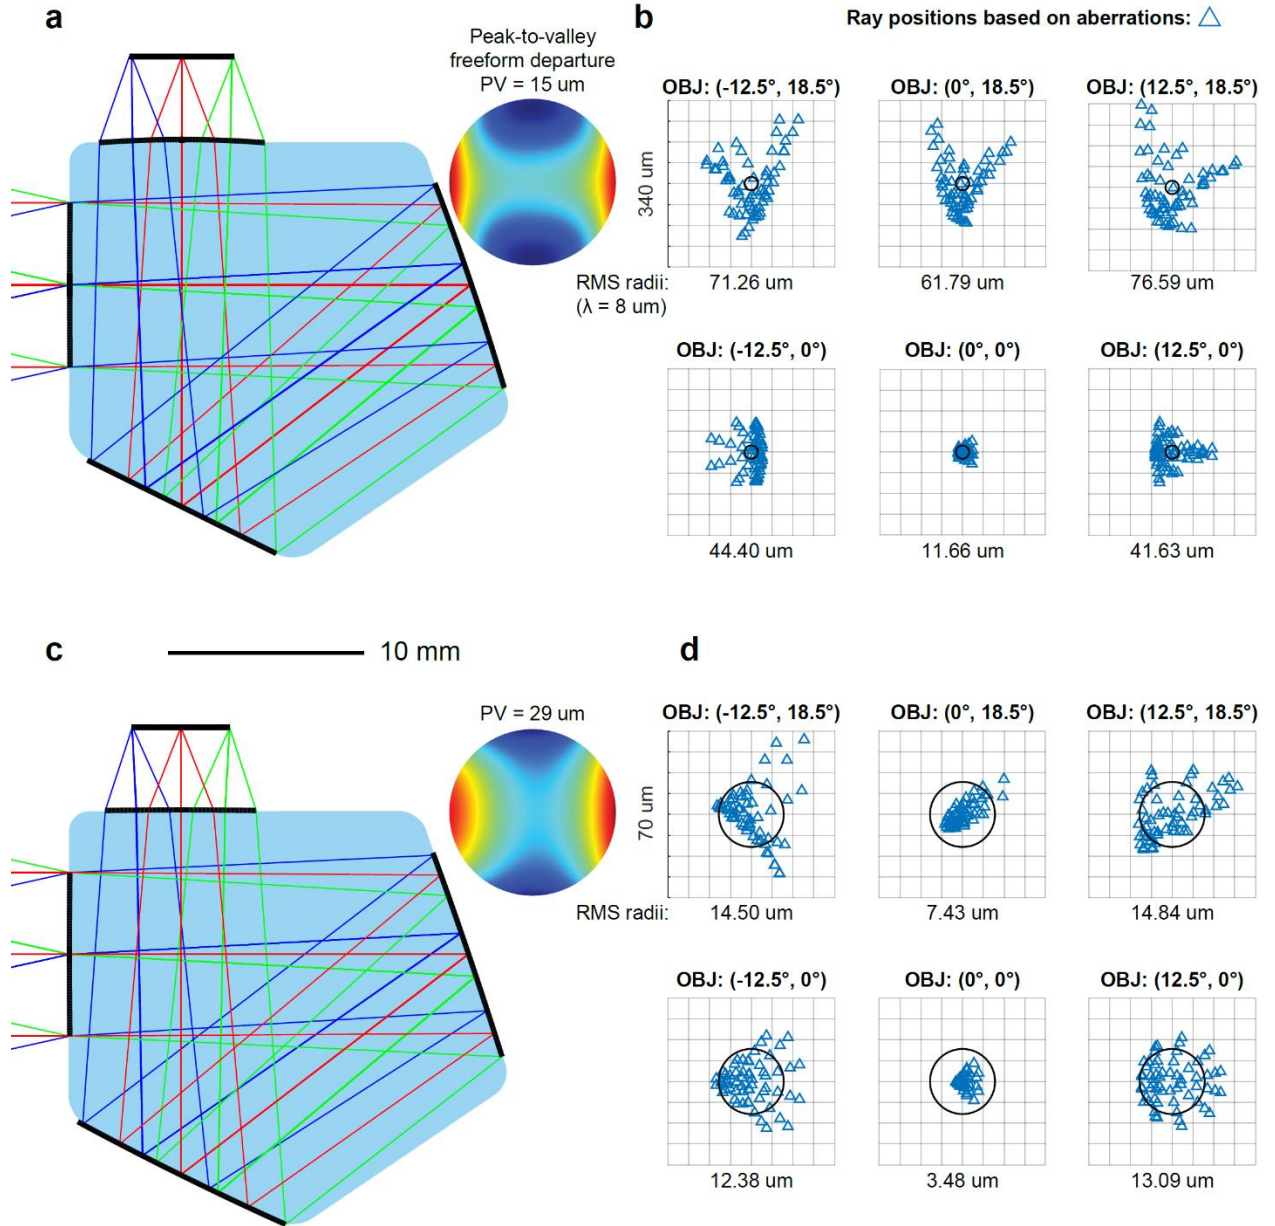 a
Peak-to-valley
freeform departure
PV = 15 um
b
Ray positions based on aberrations:
OBJ: (-12.5°, 18.5°)
OBJ: (0°, 18.5°)
OBJ: (12.5°, 18.5°)
340 um
RMS radii:
(λ = 8 um)
71.26 um
61.79 um
76.59 um
OBJ: (-12.5°, 0°)
OBJ: (0°, 0°)
OBJ: (12.5°, 0°)
44.40 um
11.66 um
41.63 um
c
10 mm
PV = 29 um
d
OBJ: (-12.5°, 18.5°)
OBJ: (0°, 18.5°)
OBJ: (12.5°, 18.5°)
70 um
RMS radii:
14.50 um
7.43 um
14.84 um
OBJ: (-12.5°, 0°)
OBJ: (0°, 0°)
OBJ: (12.5°, 0°)
12.38 um
3.48 um
13.09 um